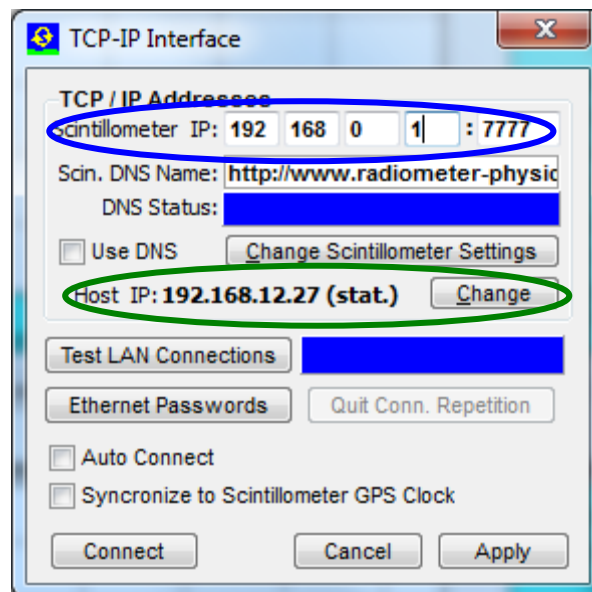 TCP-IP Interface
TCP / IP Addresses
Scintillometer IP: 192 168 0 1 : 7777
Scin. DNS Name: http://www.radiometer-physic
DNS Status:
Use DNS Change Scintillometer Settings
Host IP: 192.168.12.27 (stat.) Change
Test LAN Connections
Ethernet Passwords Quit Conn. Repetition
Auto Connect
Syncronize to Scintillometer GPS Clock
Connect Cancel Apply